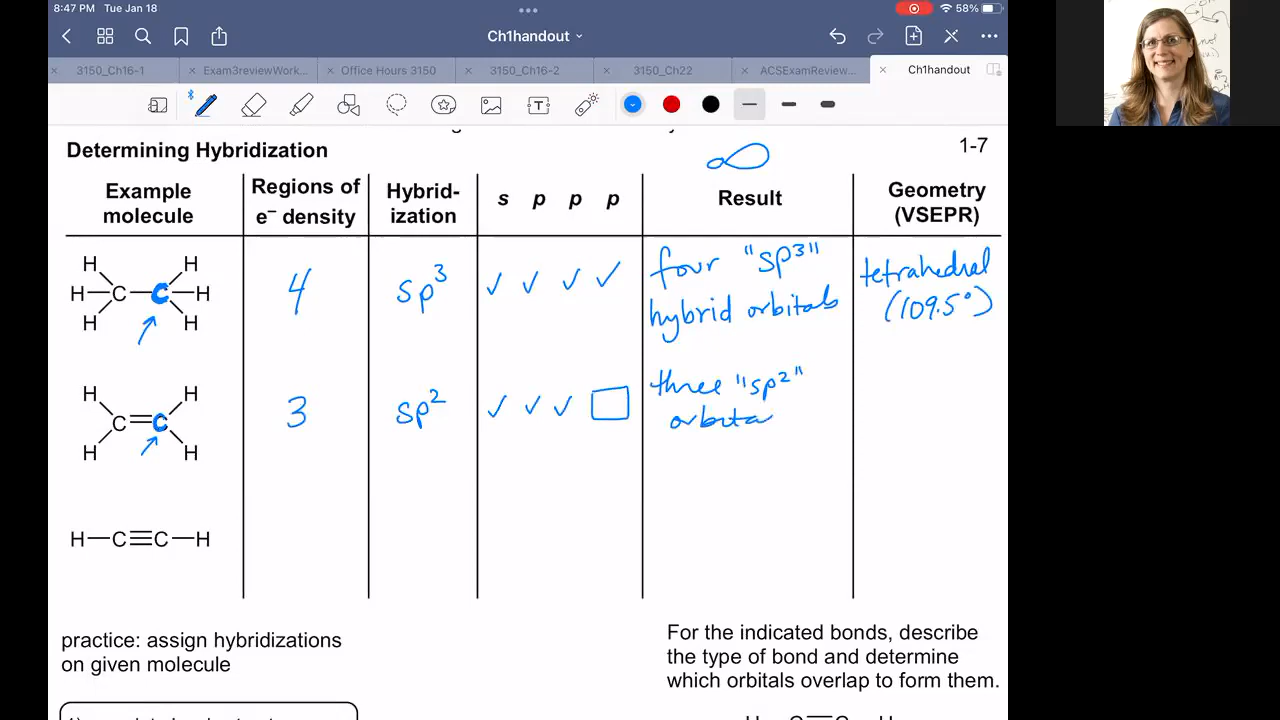 8:47 PM Tue Jan 18
58%
Ch1handout
3150_Ch16-1
Exam3reviewWork...
Office Hours 3150
3150_Ch16-2
3150_Ch22
ACSExamReview...
Ch1handout
Determining Hybridization
∞
1-7
Example
molecule
Regions of
e⁻ density
Hybrid-
ization
s p p p
Result
Geometry
(VSEPR)
H H
H—C—C—H
H H
4
sp³
✓ ✓ ✓ ✓
four "sp³"
hybrid orbitals
tetrahedral
(109.5°)
H H
C=C
H H
3
sp²
✓ ✓ ✓ □
three "sp²"
orbita
H—C≡C—H
practice: assign hybridizations
on given molecule
For the indicated bonds, describe
the type of bond and determine
which orbitals overlap to form them.